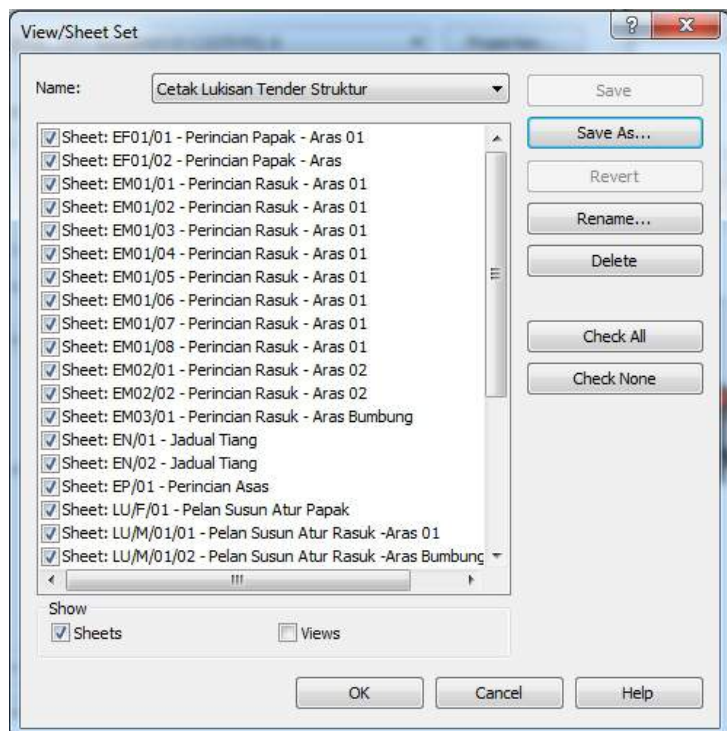 View/Sheet Set
Name: Cetak Lukisan Tender Struktur
Save
Save As...
Revert
Rename...
Delete
Check All
Check None
Sheet: EF01/01 - Perincian Papak - Aras 01
Sheet: EF01/02 - Perincian Papak - Aras
Sheet: EM01/01 - Perincian Rasuk - Aras 01
Sheet: EM01/02 - Perincian Rasuk - Aras 01
Sheet: EM01/03 - Perincian Rasuk - Aras 01
Sheet: EM01/04 - Perincian Rasuk - Aras 01
Sheet: EM01/05 - Perincian Rasuk - Aras 01
Sheet: EM01/06 - Perincian Rasuk - Aras 01
Sheet: EM01/07 - Perincian Rasuk - Aras 01
Sheet: EM01/08 - Perincian Rasuk - Aras 01
Sheet: EM02/01 - Perincian Rasuk - Aras 02
Sheet: EM02/02 - Perincian Rasuk - Aras 02
Sheet: EM03/01 - Perincian Rasuk - Aras Bumbung
Sheet: EN/01 - Jadual Tiang
Sheet: EN/02 - Jadual Tiang
Sheet: EP/01 - Perincian Asas
Sheet: LU/F/01 - Pelan Susun Atur Papak
Sheet: LU/M/01/01 - Pelan Susun Atur Rasuk -Aras 01
Sheet: LU/M/01/02 - Pelan Susun Atur Rasuk -Aras Bumbung
Show
Sheets
Views
OK
Cancel
Help